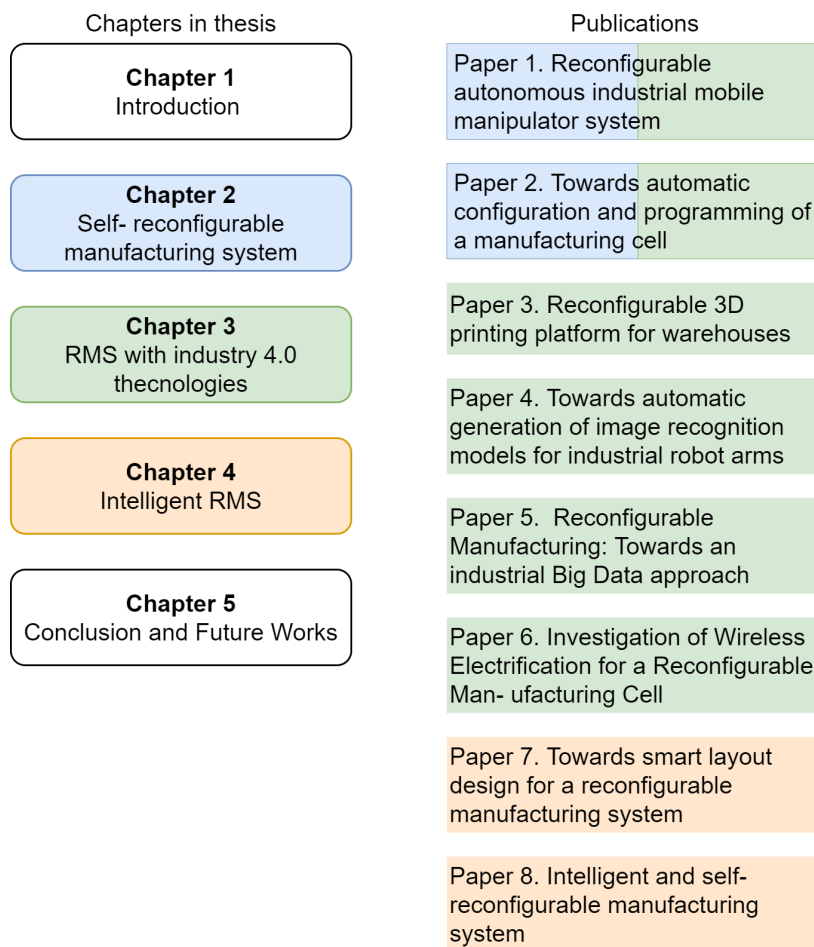 Chapters in thesis
Chapter 1
Introduction
Chapter 2
Self- reconfigurable
manufacturing system
Chapter 3
RMS with industry 4.0
thecnologies
Chapter 4
Intelligent RMS
Chapter 5
Conclusion and Future Works
Publications
Paper 1. Reconfigurable
autonomous industrial mobile
manipulator system
Paper 2. Towards automatic
configuration and programming of
a manufacturing cell
Paper 3. Reconfigurable 3D
printing platform for warehouses
Paper 4. Towards automatic
generation of image recognition
models for industrial robot arms
Paper 5.  Reconfigurable
Manufacturing: Towards an
industrial Big Data approach
Paper 6. Investigation of Wireless
Electrification for a Reconfigurable
Man- ufacturing Cell
Paper 7. Towards smart layout
design for a reconfigurable
manufacturing system
Paper 8. Intelligent and self-
reconfigurable manufacturing
system